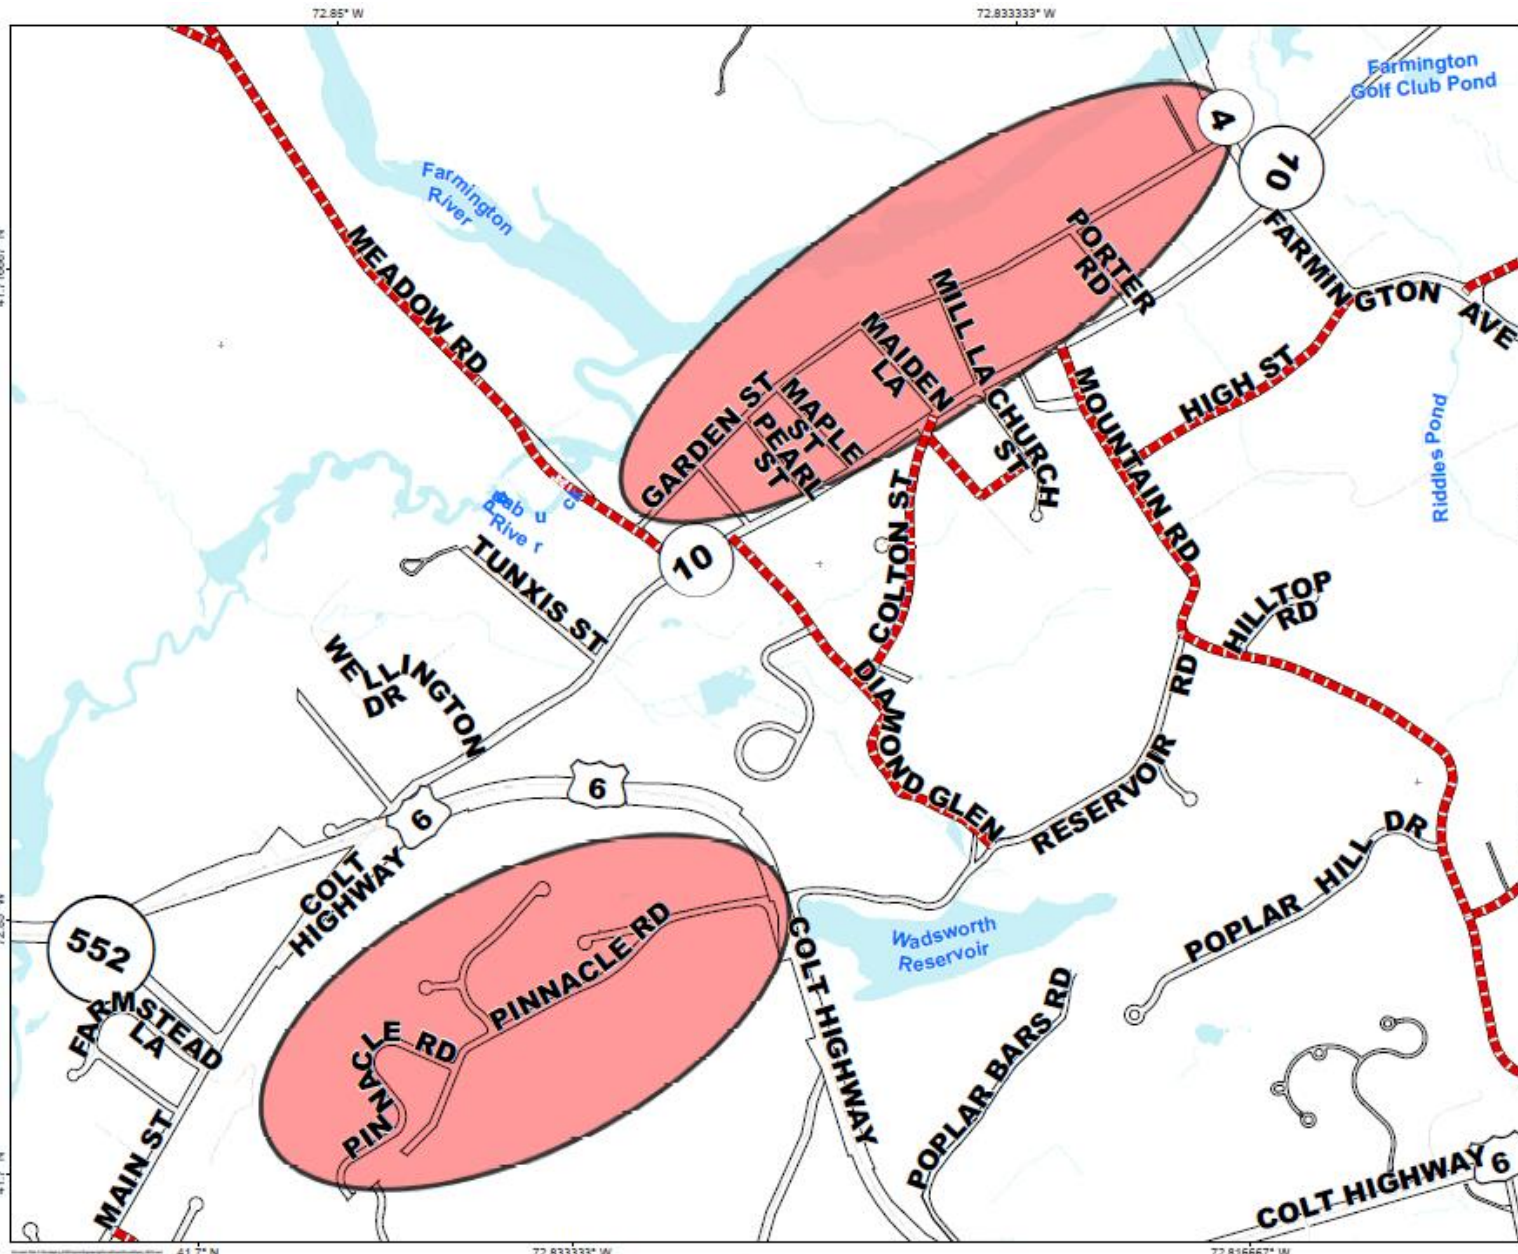 72.85° W
72.833333° W
Farmington
Golf Club Pond
4
10
Farmington
River
MEADOW RD
PORTER
RD
FARMINGTON AVE
MILL LA
MAIDEN
LA
HIGH ST
GARDEN ST
MAPLE
ST
PEARL
ST
CHURCH
ST
MOUNTAIN RD
Riddles Pond
River
10
TUNXIS ST
COLTON ST
HILLTOP
RD
WELLINGTON
DR
DIAMOND GLEN
RESERVOIR RD
6
6
COLT
HIGHWAY
POPLAR HILL DR
552
PINNACLE RD
Wadsworth
Reservoir
COLT HIGHWAY
FARMSTEAD
LA
PINNACLE RD
POPLAR BARS RD
MAIN ST
COLT HIGHWAY
6
41.7° N
72.833333° W
72.816667° W